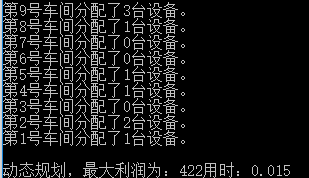 第9号车间分配了3台设备。
第8号车间分配了1台设备。
第7号车间分配了0台设备。
第6号车间分配了0台设备。
第5号车间分配了1台设备。
第4号车间分配了1台设备。
第3号车间分配了0台设备。
第2号车间分配了2台设备。
第1号车间分配了1台设备。
动态规划，最大利润为：422用时：0.015